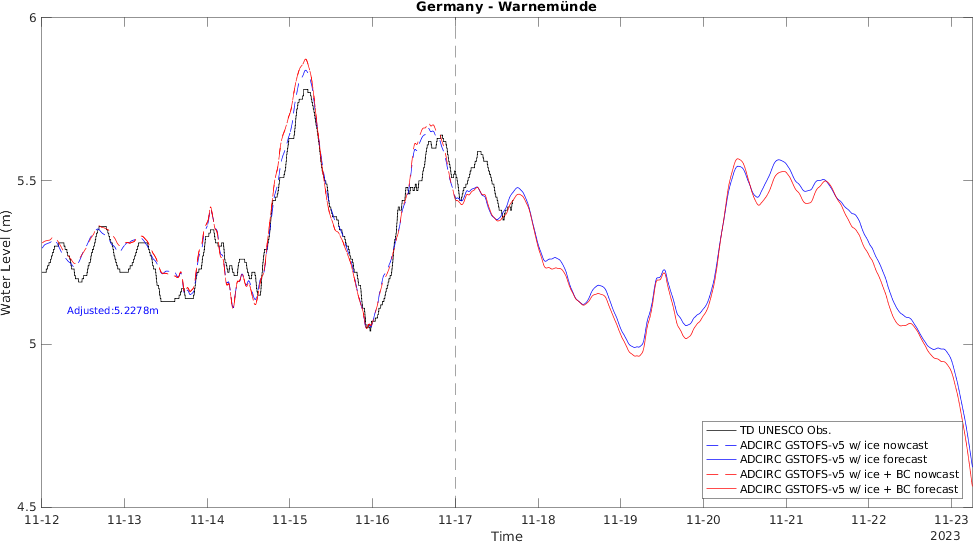 Germany - Warnemünde
6
5.5
5
4.5
Water Level (m)
Adjusted:5.2278m
TD UNESCO Obs.
ADCIRC GSTOFS-v5 w/ ice nowcast
ADCIRC GSTOFS-v5 w/ ice forecast
ADCIRC GSTOFS-v5 w/ ice + BC nowcast
ADCIRC GSTOFS-v5 w/ ice + BC forecast
11-12 11-13 11-14 11-15 11-16 11-17 11-18 11-19 11-20 11-21 11-22 11-23
Time
2023